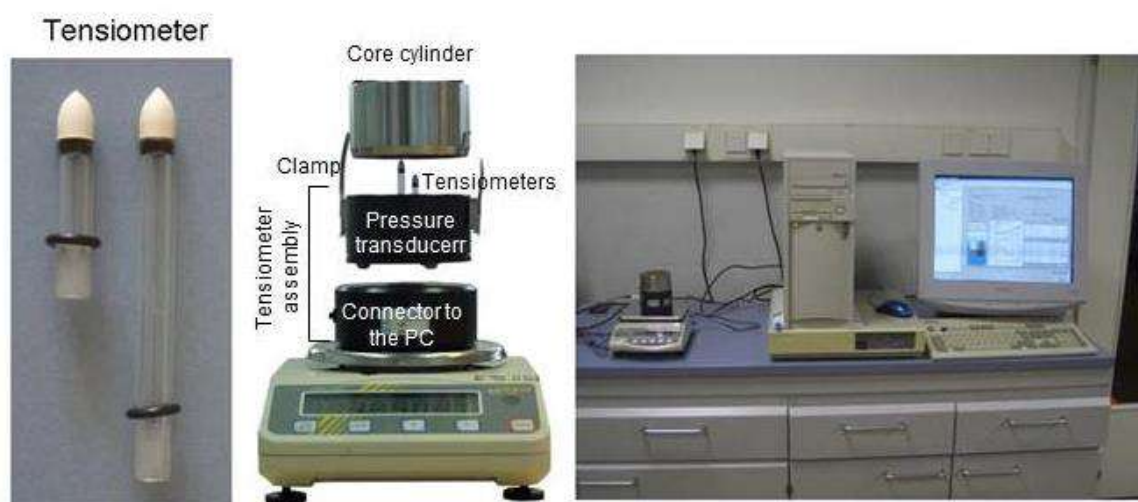 Tensiometer
Core cylinder
Clamp
Tensiometers
Tensiometer
assembly
Pressure
transducerr
Connector to
the PC